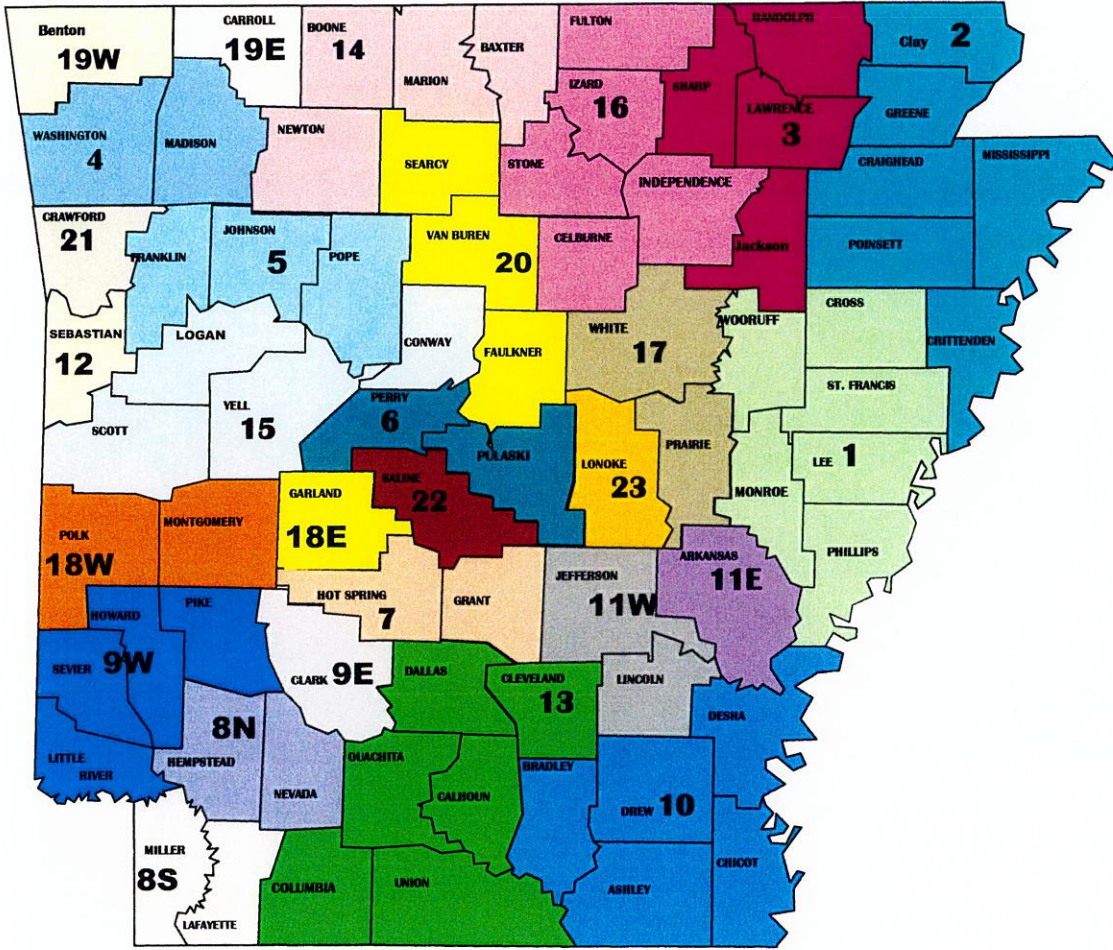 Benton
19W
CARROLL
19E
BOONE
14
MARION
BAXTER
FULTON
RANDOLPH
Clay 2
WASHINGTON
4
MADISON
NEWTON
SEARCY
IZARD
16
STONE
SHARP
LAWRENCE
3
GREENE
CRAIGHEAD
MISSISSIPPI
INDEPENDENCE
CRAWFORD
21
FRANKLIN
JOHNSON
5
POPE
VAN BUREN
20
CELBURNE
Jackson
POINSETT
SEBASTIAN
12
LOGAN
CONWAY
FAULKNER
WHITE
17
WOORUFF
CROSS
CRITTENDEN
ST. FRANCIS
SCOTT
YELL
15
PERRY
6
PULASKI
LONOKE
23
PRAIRIE
MONROE
LEE 1
PHILLIPS
POLK
18W
MONTGOMERY
GARLAND
18E
SALINE
22
HOT SPRING
7
GRANT
JEFFERSON
11W
ARKANSAS
11E
HOWARD
PIKE
SEVIER
9W
CLARK 9E
DALLAS
CLEVELAND
13
LINCOLN
DESHA
LITTLE
RIVER
8N
HEMPSTEAD
NEVADA
OUACHITA
CALHOUN
BRADLEY
DREW 10
CHICOT
MILLER
8S
LAFAYETTE
COLUMBIA
UNION
ASHLEY